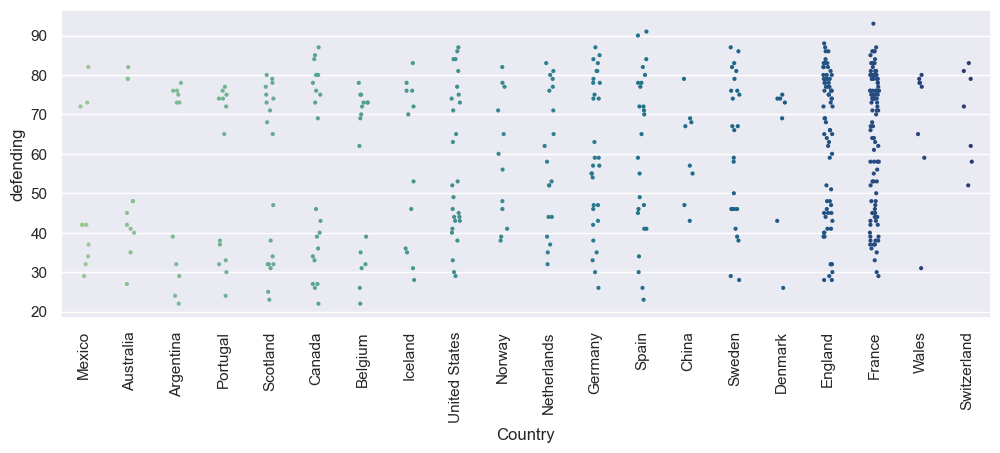 defending
90
80
70
60
50
40
30
20
Mexico
Australia
Argentina
Portugal
Scotland
Canada
Belgium
Iceland
United States
Norway
Netherlands
Germany
Spain
China
Sweden
Denmark
England
France
Wales
Switzerland
Country